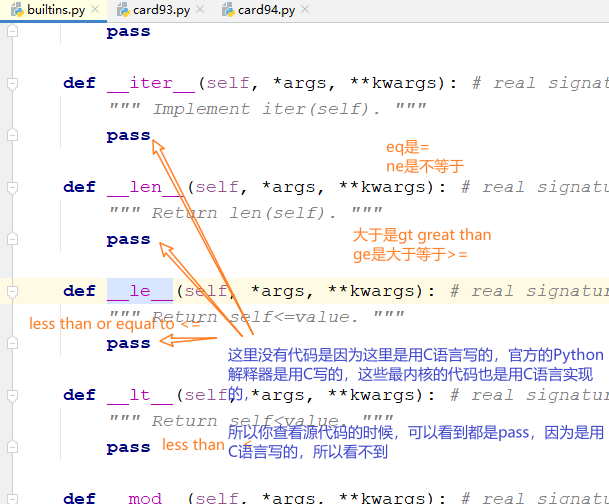 builtins.py × card93.py × card94.py ×
pass
def __iter__(self, *args, **kwargs): # real signatu
""" Implement iter(self). """
pass
eq是=
ne是不等于
def __len__(self, *args, **kwargs): # real signatur
""" Return len(self). """
pass
大于是gt great than
ge是大于等于>=
def __le__(self, *args, **kwargs): # real signature
""" Return self<=value. """
less than or equal to <=
pass
这里没有代码是因为这里是用C语言写的，官方的Python
解释器是用C写的，这些最内核的代码也是用C语言实现
的，
def __lt__(self, *args, **kwargs): # real signature
""" Return self<value. """
所以你查看源代码的时候，可以看到都是pass，因为是用
C语言写的，所以看不到
pass
less than <
def __mod__(self, *args, **kwargs): # real signatur